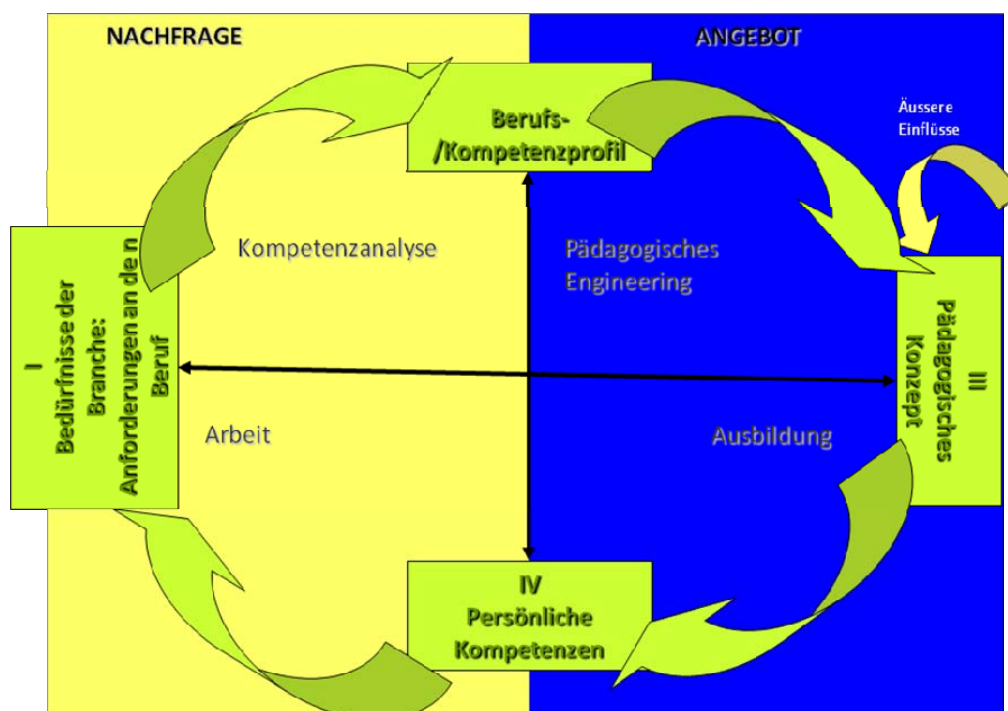 NACHFRAGE
ANGEBOT
Äussere
Einflüsse
Berufs-
/Kompetenzprofil
Kompetenzanalyse
Pädagogisches
Engineering
I
Bedürfnisse der
Branche:
Anforderungen an den
Beruf
III
Pädagogisches
Konzept
Arbeit
Ausbildung
IV
Persönliche
Kompetenzen